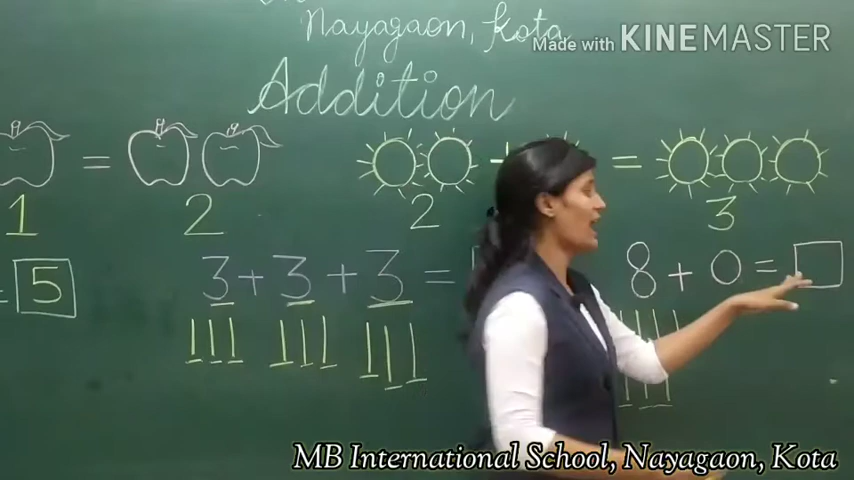 Nayagaon, Kota
Made with KINEMASTER
Addition
= +  =
1 2 2 3
= 5 3 + 3 + 3 = 8 + 0 =
MB International School, Nayagaon, Kota